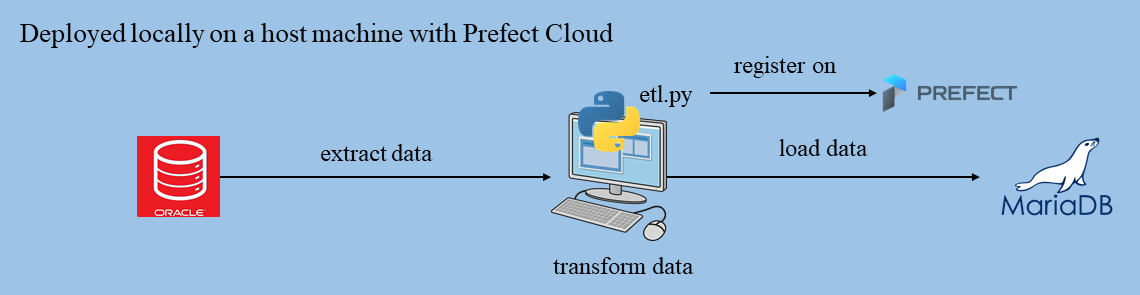 Deployed locally on a host machine with Prefect Cloud
register on
etl.py
PREFECT
extract data
load data
ORACLE
MariaDB
transform data